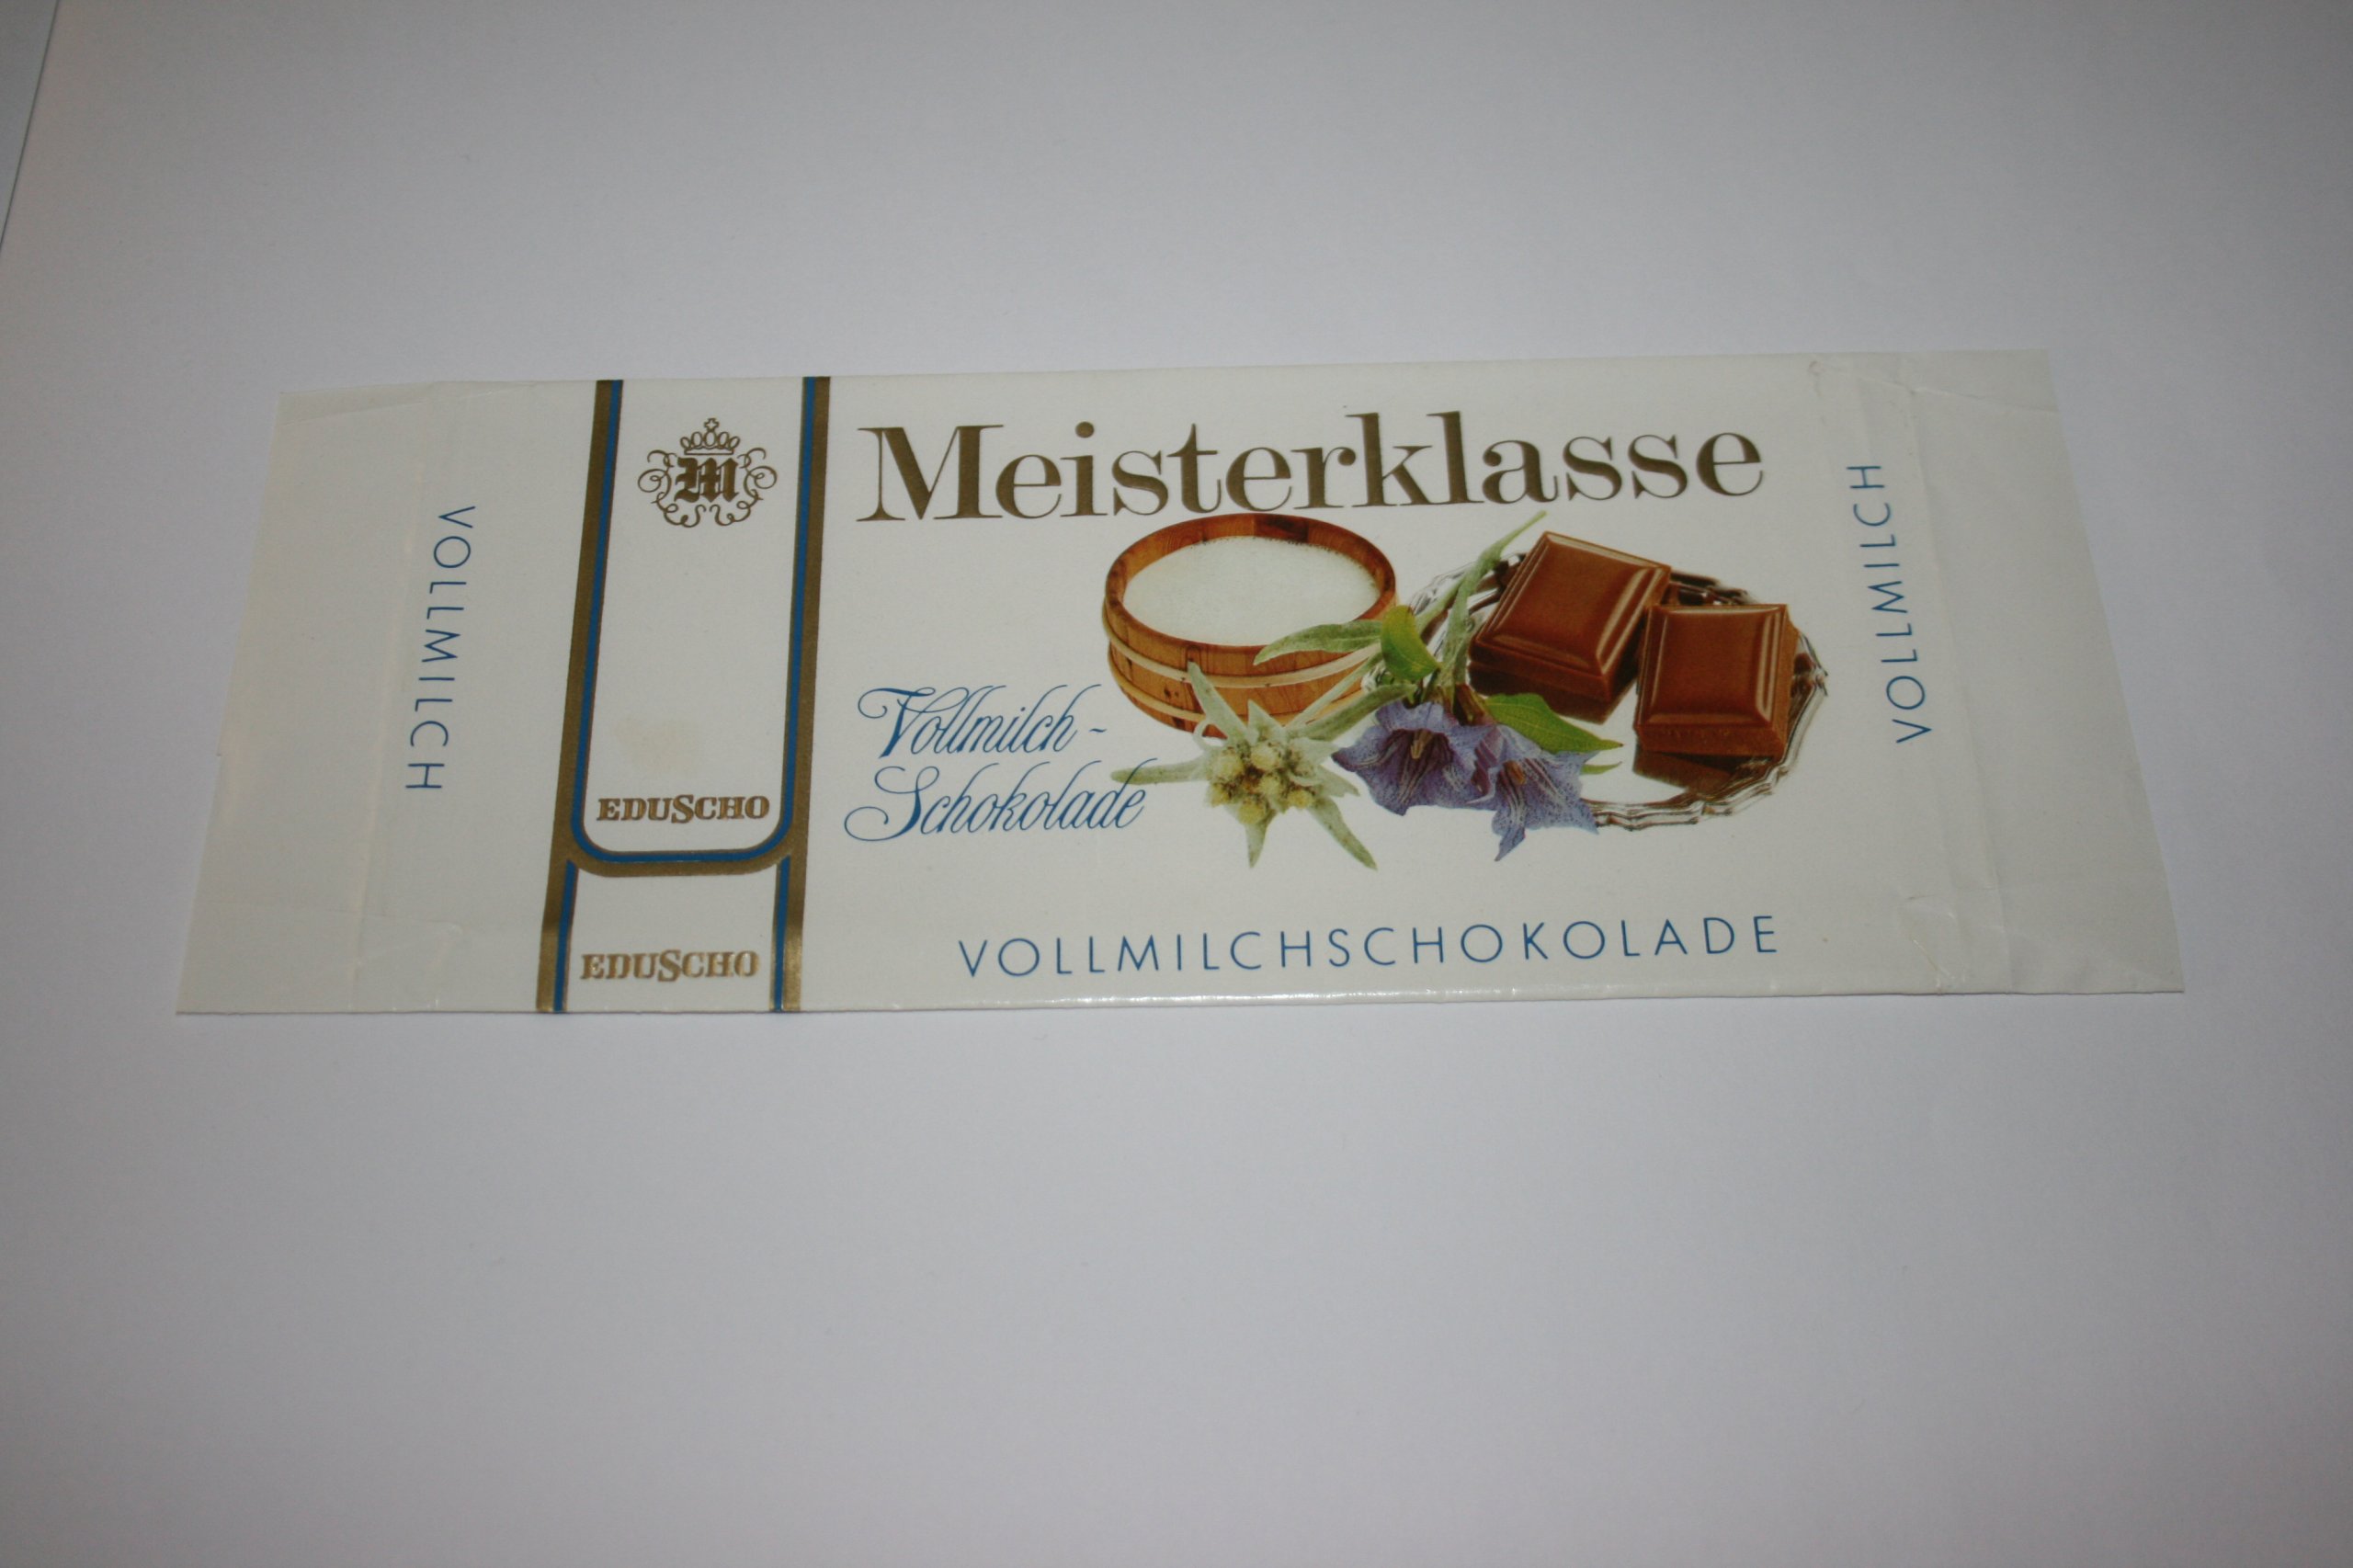 VOLLMILCH
M
EDUSCHO
EDUSCHO
Meisterklasse
Vollmilch-
Schokolade
VOLLMILCHSCHOKOLADE
VOLLMILCH